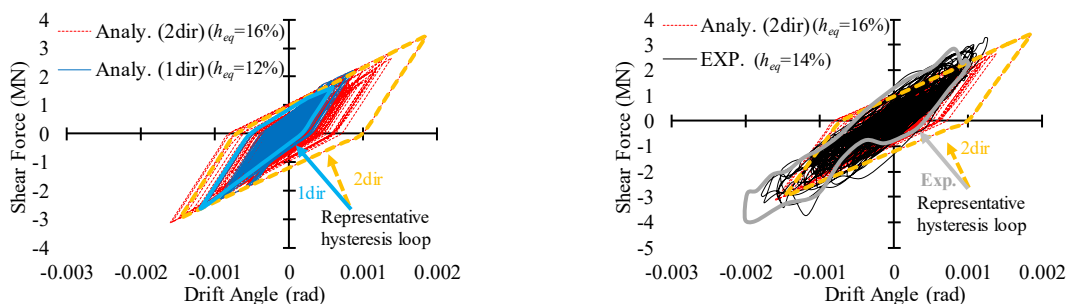 Analy. (2dir)(heq=16%)
Analy. (1dir)(heq=12%)
4
3
2
1
0
-1
-2
-3
-4
-0.003 -0.002 -0.001 0 0.001 0.002
Shear Force (MN)
Drift Angle (rad)
1dir
2dir
Representative
hysteresis loop
Analy. (2dir)(heq=16%)
EXP. (heq=14%)
4
3
2
1
0
-1
-2
-3
-4
-5
-0.003 -0.002 -0.001 0 0.001 0.002
Shear Force (MN)
Drift Angle (rad)
2dir
Exp.
Representative
hysteresis loop